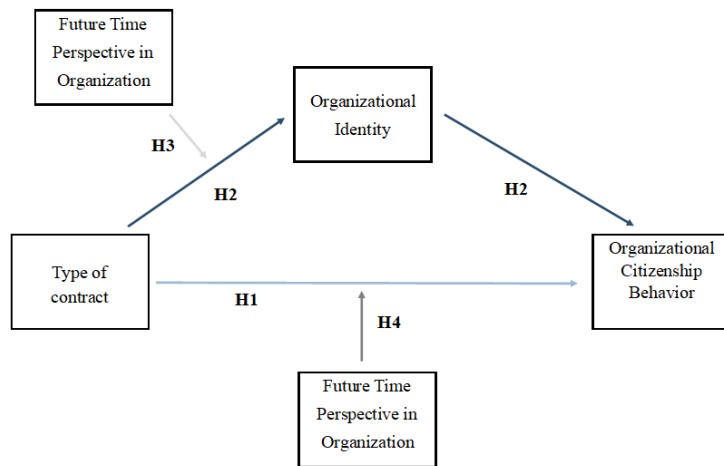 Future Time
Perspective in
Organization
Organizational
Identity
H3
H2
H2
Type of
contract
Organizational
Citizenship
Behavior
H1
H4
Future Time
Perspective in
Organization